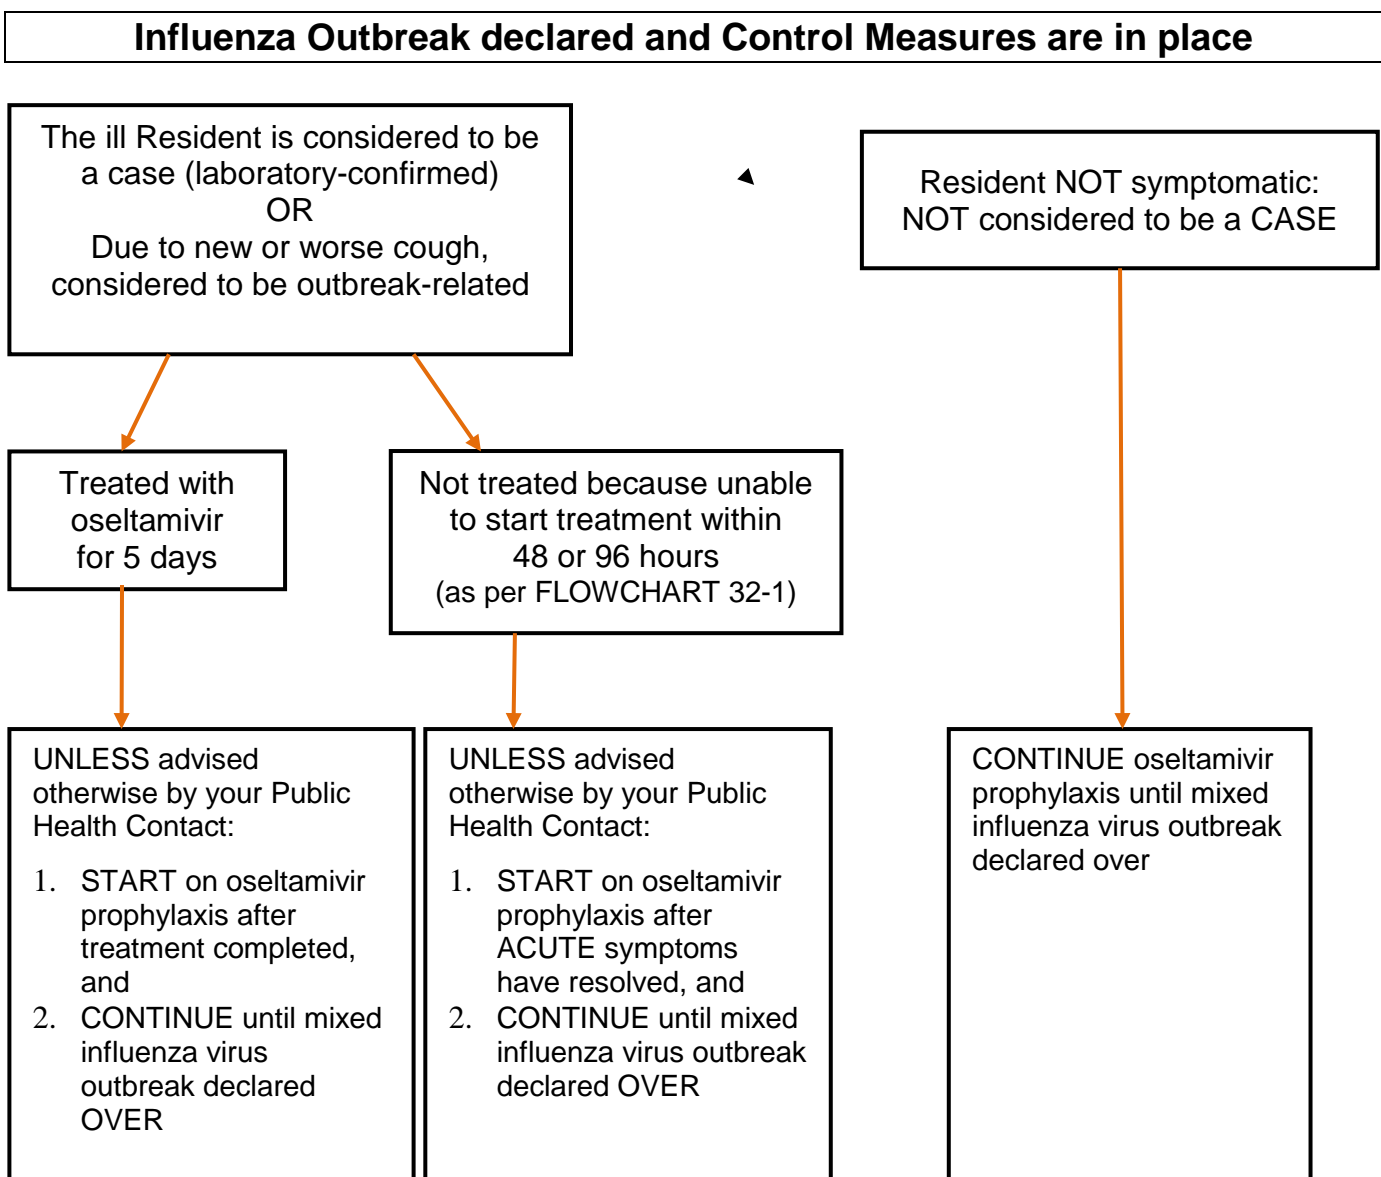 Influenza Outbreak declared and Control Measures are in place
The ill Resident is considered to be
a case (laboratory-confirmed)
OR
Due to new or worse cough,
considered to be outbreak-related
Resident NOT symptomatic:
NOT considered to be a CASE
Treated with
oseltamivir
for 5 days
Not treated because unable
to start treatment within
48 or 96 hours
(as per FLOWCHART 32-1)
UNLESS advised
otherwise by your Public
Health Contact:
1. START on oseltamivir
prophylaxis after
treatment completed,
and
2. CONTINUE until mixed
influenza virus
outbreak declared
OVER
UNLESS advised
otherwise by your Public
Health Contact:
1. START on oseltamivir
prophylaxis after
ACUTE symptoms
have resolved, and
2. CONTINUE until mixed
influenza virus outbreak
declared OVER
CONTINUE oseltamivir
prophylaxis until mixed
influenza virus outbreak
declared over